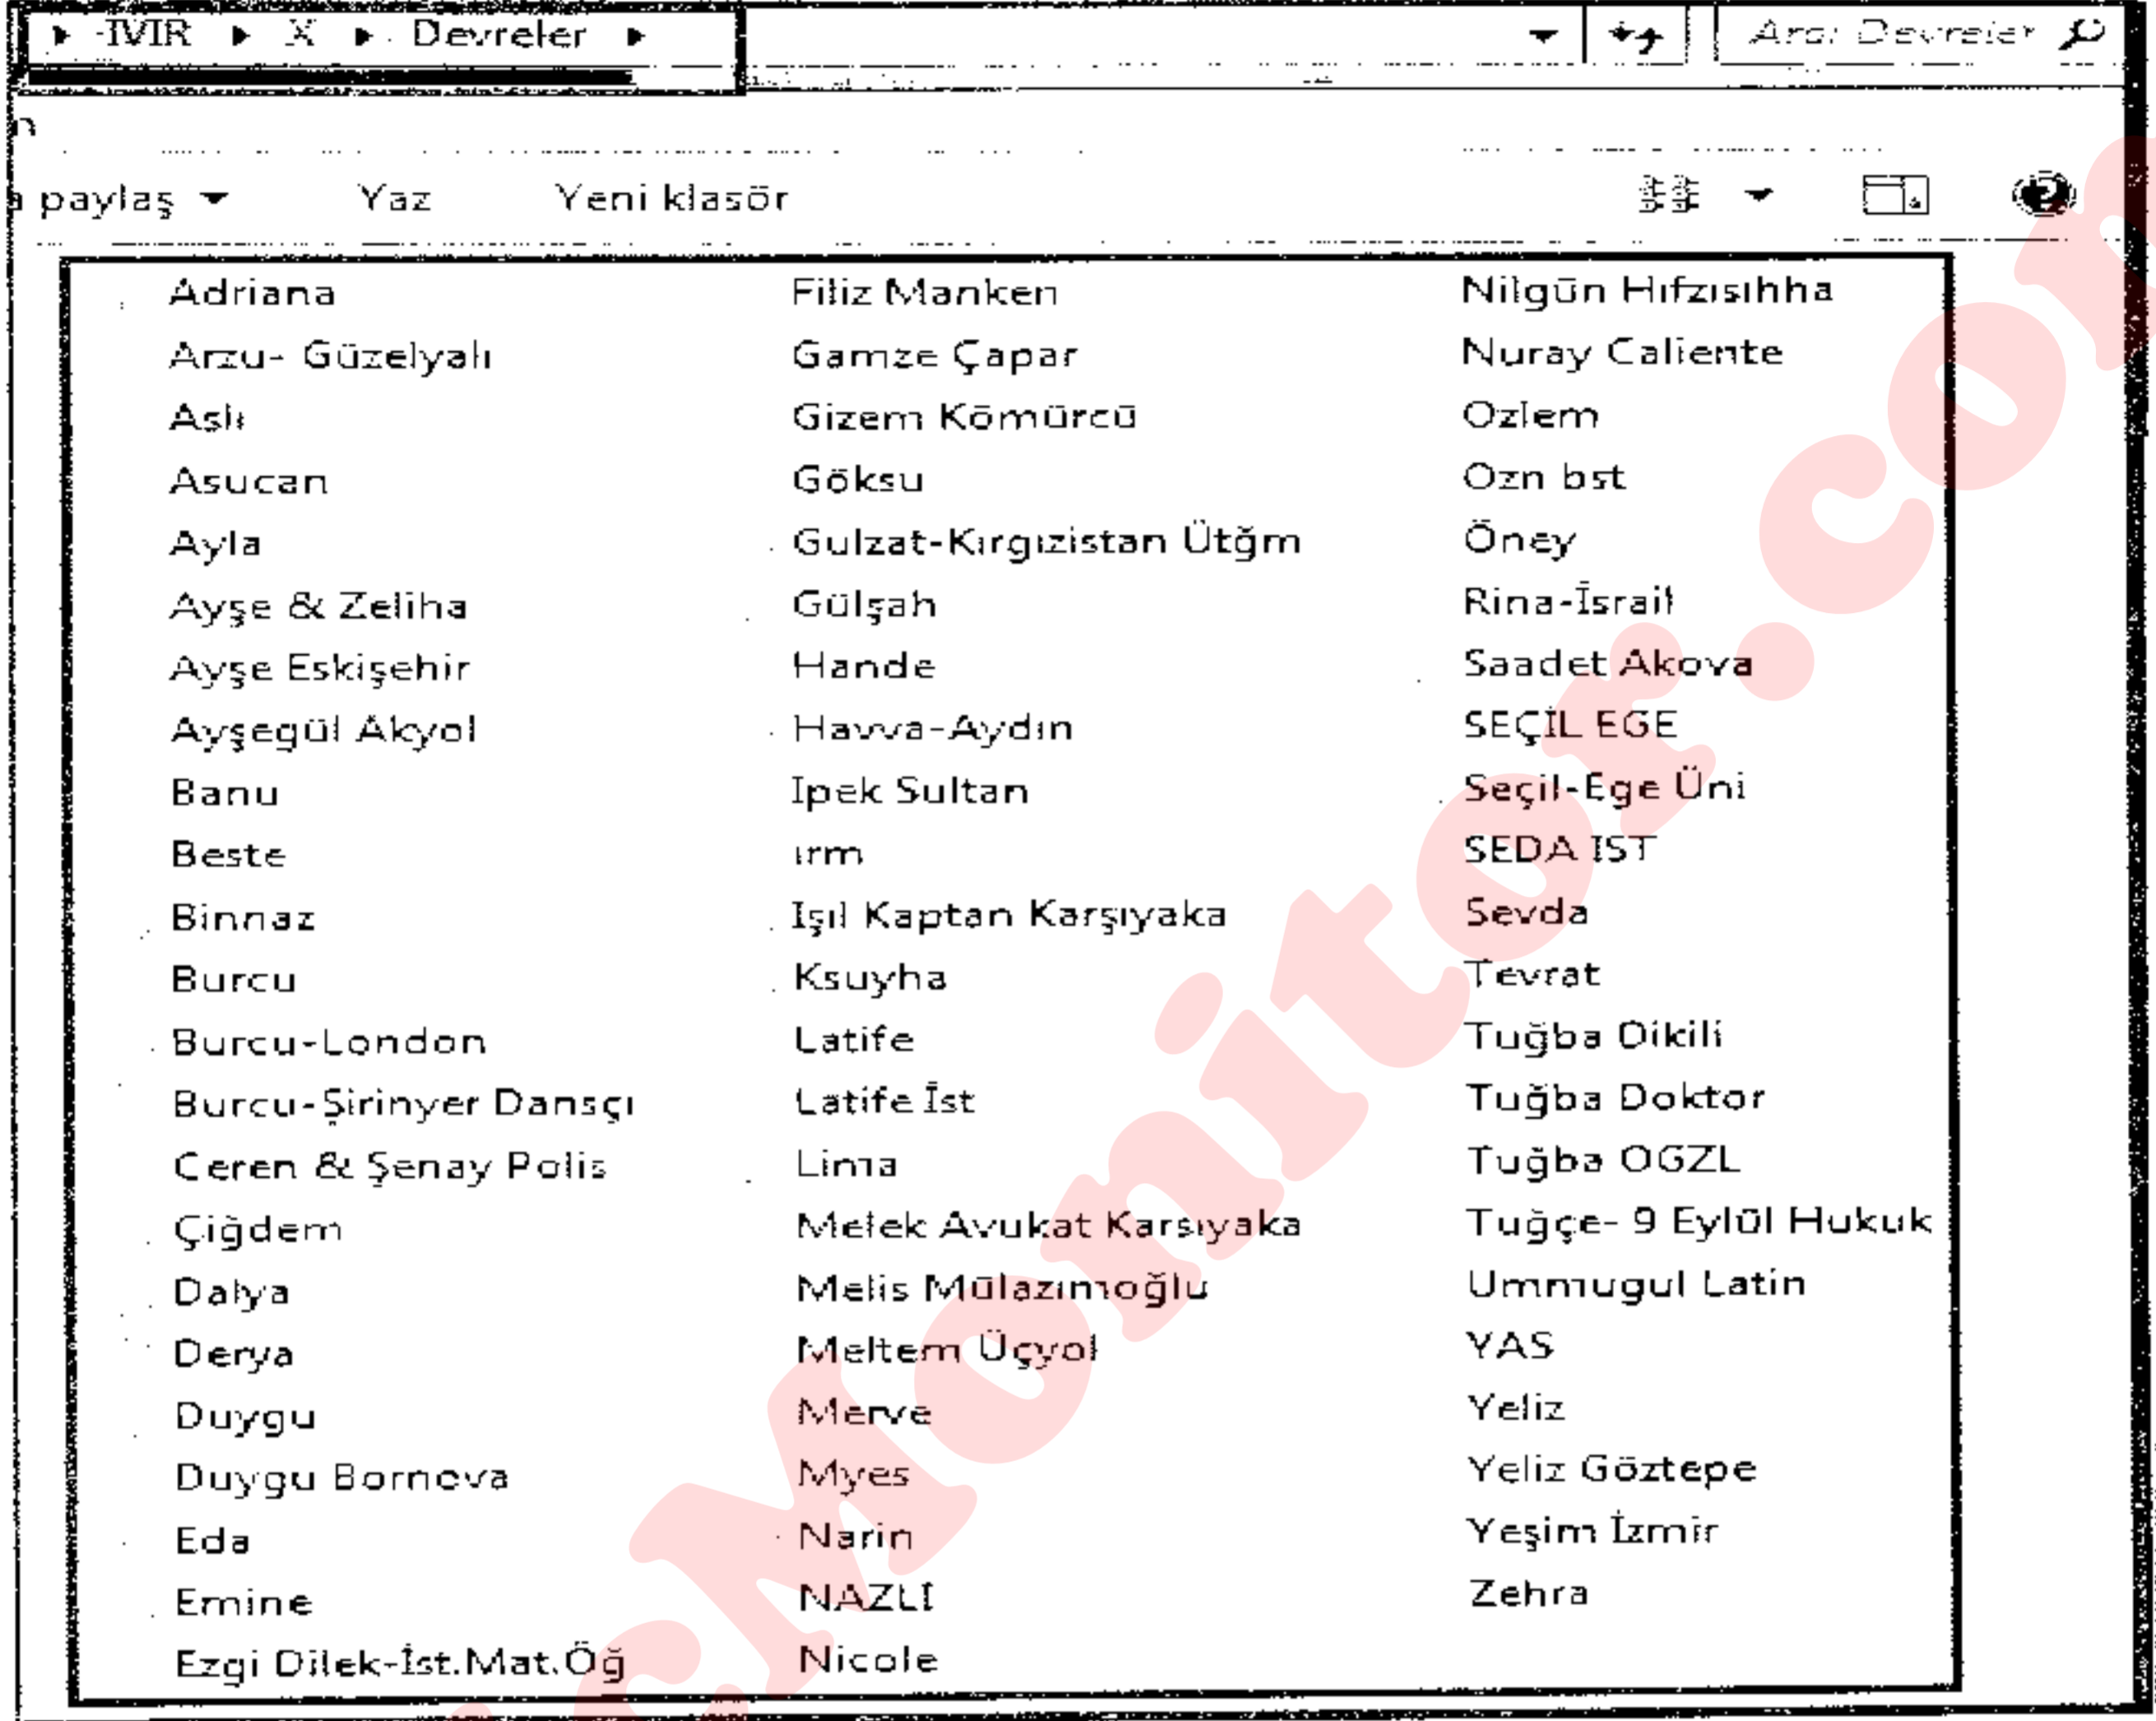 IVIR X Devreler
Ara: Devreler
paylaş Yaz Yeni klasör
Adriana
Arzu- Güzelyalı
Aslı
Asucan
Ayla
Ayşe & Zeliha
Ayşe Eskişehir
Ayşegül Akyol
Banu
Beste
Binnaz
Burcu
Burcu-London
Burcu-Şirinyer Dansçı
Ceren & Şenay Polis
Çiğdem
Dalya
Derya
Duygu
Duygu Bornova
Eda
Emine
Ezgi Dilek-İst.Mat.Öğ
Filiz Manken
Gamze Çapar
Gizem Kömürcü
Göksu
Gulzat-Kırgızistan Ütğm
Gülşah
Hande
Havva-Aydın
Ipek Sultan
ırm
Işıl Kaptan Karşıyaka
Ksuyha
Latife
Latife İst
Lima
Melek Avukat Karsıyaka
Melis Mülazımoğlu
Meltem Üçyol
Merve
Myes
Narin
NAZLI
Nicole
Nilgün Hıfzısıhha
Nuray Caliente
Ozlem
Ozn bst
Öney
Rina-İsrail
Saadet Akova
SEÇİL EGE
Seçil-Ege Üni
SEDA IST
Sevda
Tevrat
Tuğba Dikili
Tuğba Doktor
Tuğba OGZL
Tuğçe- 9 Eylül Hukuk
Ummugul Latin
YAS
Yeliz
Yeliz Göztepe
Yeşim İzmir
Zehra
cMonitor.com